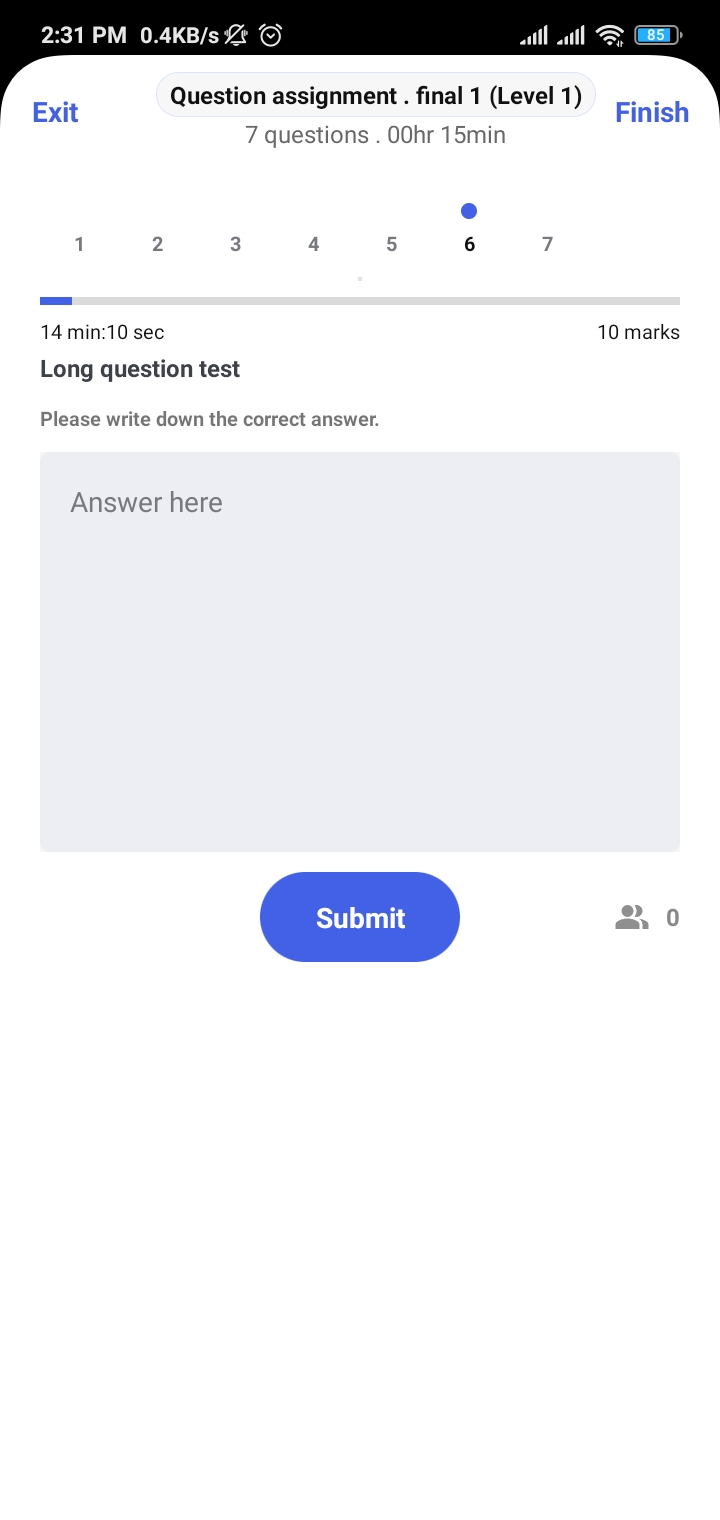 2:31 PM 0.4KB/s 85
Exit
Question assignment . final 1 (Level 1)
Finish
7 questions . 00hr 15min
1 2 3 4 5 6 7
14 min:10 sec 10 marks
Long question test
Please write down the correct answer.
Answer here
Submit
0